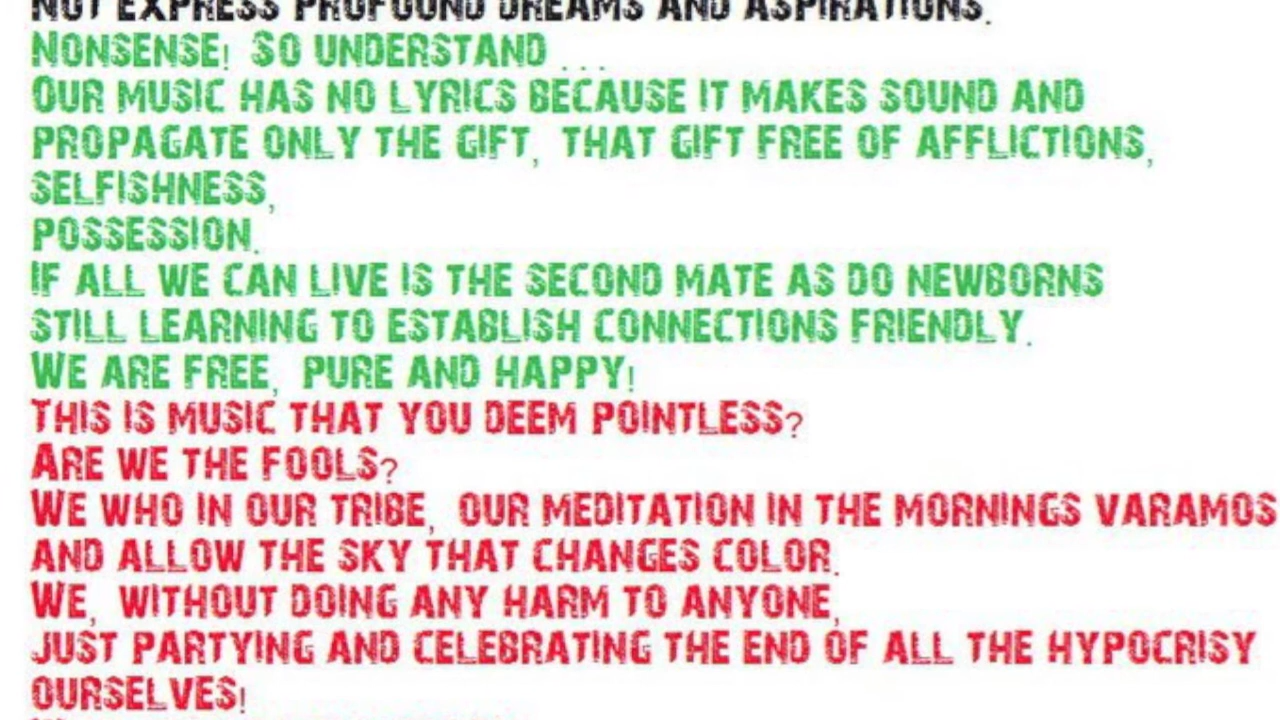 NOT EXPRESS PROFOUND DREAMS AND ASPIRATIONS.
NONSENSE! SO UNDERSTAND ...
OUR MUSIC HAS NO LYRICS BECAUSE IT MAKES SOUND AND
PROPAGATE ONLY THE GIFT, THAT GIFT FREE OF AFFLICTIONS,
SELFISHNESS,
POSSESSION.
IF ALL WE CAN LIVE IS THE SECOND MATE AS DO NEWBORNS
STILL LEARNING TO ESTABLISH CONNECTIONS FRIENDLY.
WE ARE FREE, PURE AND HAPPY!
THIS IS MUSIC THAT YOU DEEM POINTLESS?
ARE WE THE FOOLS?
WE WHO IN OUR TRIBE, OUR MEDITATION IN THE MORNINGS VARAMOS
AND ALLOW THE SKY THAT CHANGES COLOR.
WE, WITHOUT DOING ANY HARM TO ANYONE,
JUST PARTYING AND CELEBRATING THE END OF ALL THE HYPOCRISY
OURSELVES!